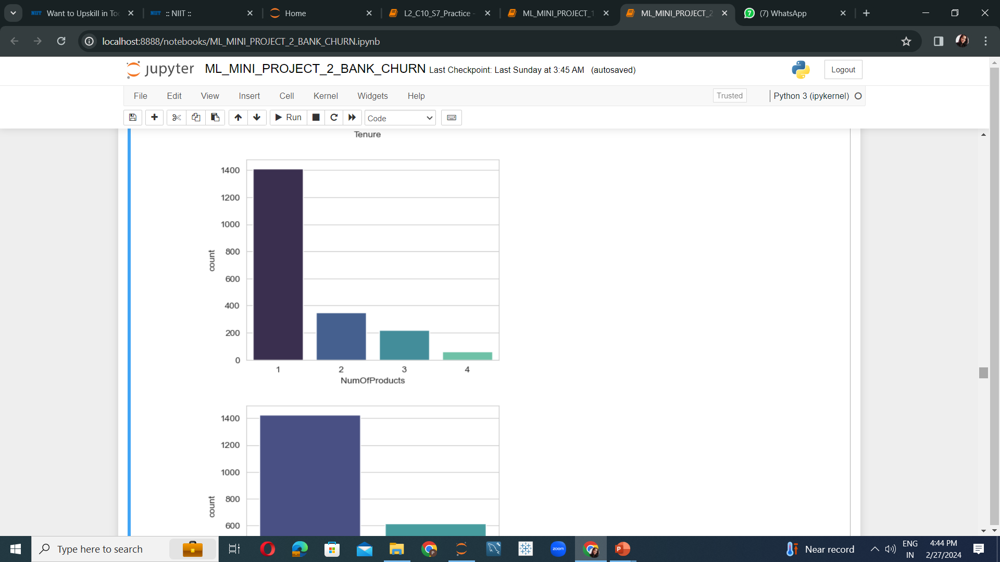 Want to Upskill in Too
NIIT
:: NIIT ::
Home
L2_C10_S7_Practice -
ML_MINI_PROJECT_1
ML_MINI_PROJECT_2
(7) WhatsApp
localhost:8888/notebooks/ML_MINI_PROJECT_2_BANK_CHURN.ipynb
jupyter ML_MINI_PROJECT_2_BANK_CHURN Last Checkpoint: Last Sunday at 3:45 AM (autosaved)
Logout
File Edit View Insert Cell Kernel Widgets Help
Trusted
Python 3 (ipykernel)
Run
Code
Tenure
1400
1200
1000
800
600
400
200
0
count
1 2 3 4
NumOfProducts
1400
1200
1000
800
600
count
Type here to search
zoom
Near record
ENG
IN
4:44 PM
2/27/2024